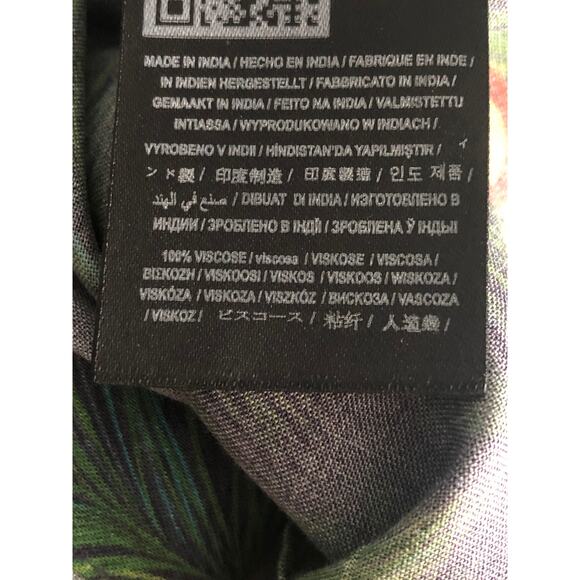 MADE IN INDIA / HECHO EN INDIA / FABRIQUE EN INDE /
IN INDIEN HERGESTELLT / FABBRICATO IN INDIA /
GEMAAKT IN INDIA / FEITO NA INDIA / VALMISTETTU
INTIASSA / WYPRODUKOWANO W INDIACH /
VYROBENO V INDII / HİNDİSTAN'DA YAPILMIŞTIR / イ
ンド製 / 印度制造 / 印度製造 / 인도 제품 /
صنع في الهند / DIBUAT DI INDIA / ИЗГОТОВЛЕНО В
ИНДИИ / ЗРОБЛЕНО В ІНДІЇ / ЗРОБЛЕНА Ў ІНДЫІ
100% VISCOSE / viscosa / VISKOSE / VISCOSA /
ΒΙΣΚΟΖΗ / VISKOOSI / VISKOS / VISKOOS / WISKOZA /
VISKÓZA / VISKOZA / VISZKÓZ / ВИСКОЗА / VASCOZA
/ VISKOZ / ビスコース / 粘纤 / 人造纖 /